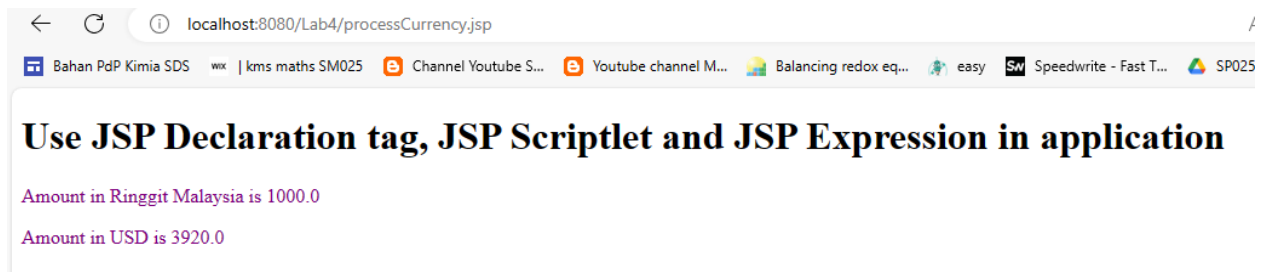 localhost:8080/Lab4/processCurrency.jsp
Bahan PdP Kimia SDS WIX | kms maths SM025 Channel Youtube S... Youtube channel M... Balancing redox eq... easy SW Speedwrite - Fast T... SP025
Use JSP Declaration tag, JSP Scriptlet and JSP Expression in application
Amount in Ringgit Malaysia is 1000.0
Amount in USD is 3920.0